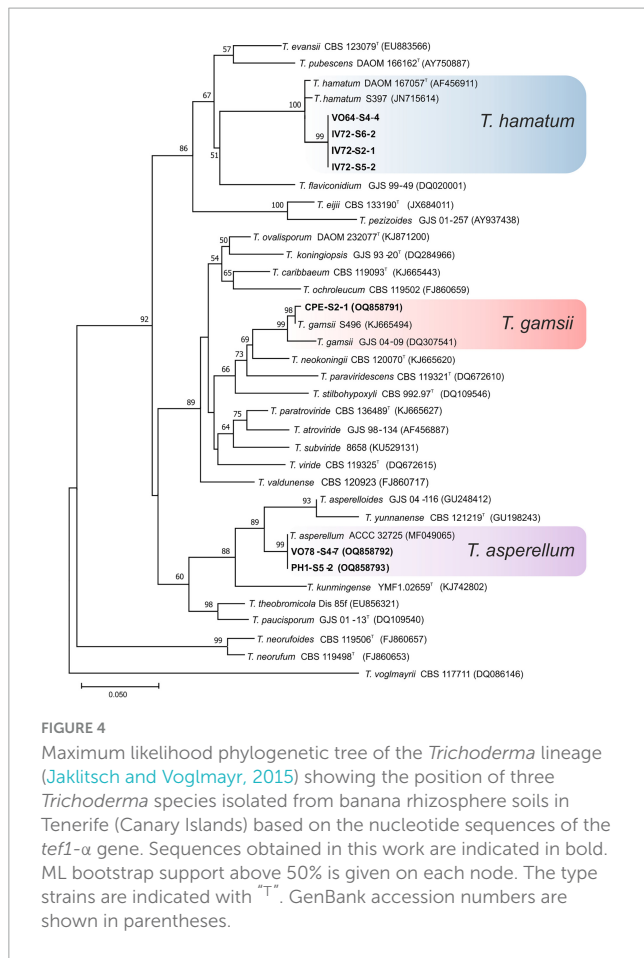 57
T. evansii CBS 123079T (EU883566)
T. pubescens DAOM 166162T (AY750887)
67
T. hamatum DAOM 167057T (AF456911)
100
T. hamatum S397 (JN715614)
VO64-S4-4
T. hamatum
99
IV72-S6-2
IV72-S2-1
86
51
IV72-S5-2
T. flaviconidium GJS 99-49 (DQ020001)
100
T. eijii CBS 133190T (JX684011)
T. pezizoides GJS 01-257 (AY937438)
50
T. ovalisporum DAOM 232077T (KJ871200)
54
T. koningiopsis GJS 93 -20T (DQ284966)
65
T. caribbaeum CBS 119093T (KJ665443)
T. ochroleucum CBS 119502 (FJ860659)
92
98
CPE-S2-1 (OQ858791)
99
T. gamsii S496 (KJ665494)
T. gamsii
69
T. gamsii GJS 04-09 (DQ307541)
73
T. neokoningii CBS 120070T (KJ665620)
66
T. paraviridescens CBS 119321T (DQ672610)
T. stilbohypoxyli CBS 992.97T (DQ109546)
89
75
T. paratroviride CBS 136489T (KJ665627)
64
T. atroviride GJS 98-134 (AF456887)
T. subviride 8658 (KU529131)
T. viride CBS 119325T (DQ672615)
T. valdunense CBS 120923 (FJ860717)
93
T. asperelloides GJS 04 -116 (GU248412)
89
T. yunnanense CBS 121219T (GU198243)
T. asperellum ACCC 32725 (MF049065)
99
VO78 -S4-7 (OQ858792)
T. asperellum
88
PH1-S5 -2 (OQ858793)
60
T. kunmingense YMF1.02659T (KJ742802)
98
T. theobromicola Dis 85f (EU856321)
T. paucisporum GJS 01 -13T (DQ109540)
99
T. neorufoides CBS 119506T (FJ860657)
T. neorufum CBS 119498T (FJ860653)
T. voglmayrii CBS 117711 (DQ086146)
0.050
FIGURE 4
Maximum likelihood phylogenetic tree of the Trichoderma lineage
(Jaklitsch and Voglmayr, 2015) showing the position of three
Trichoderma species isolated from banana rhizosphere soils in
Tenerife (Canary Islands) based on the nucleotide sequences of the
tef1-α gene. Sequences obtained in this work are indicated in bold.
ML bootstrap support above 50% is given on each node. The type
strains are indicated with "T". GenBank accession numbers are
shown in parentheses.